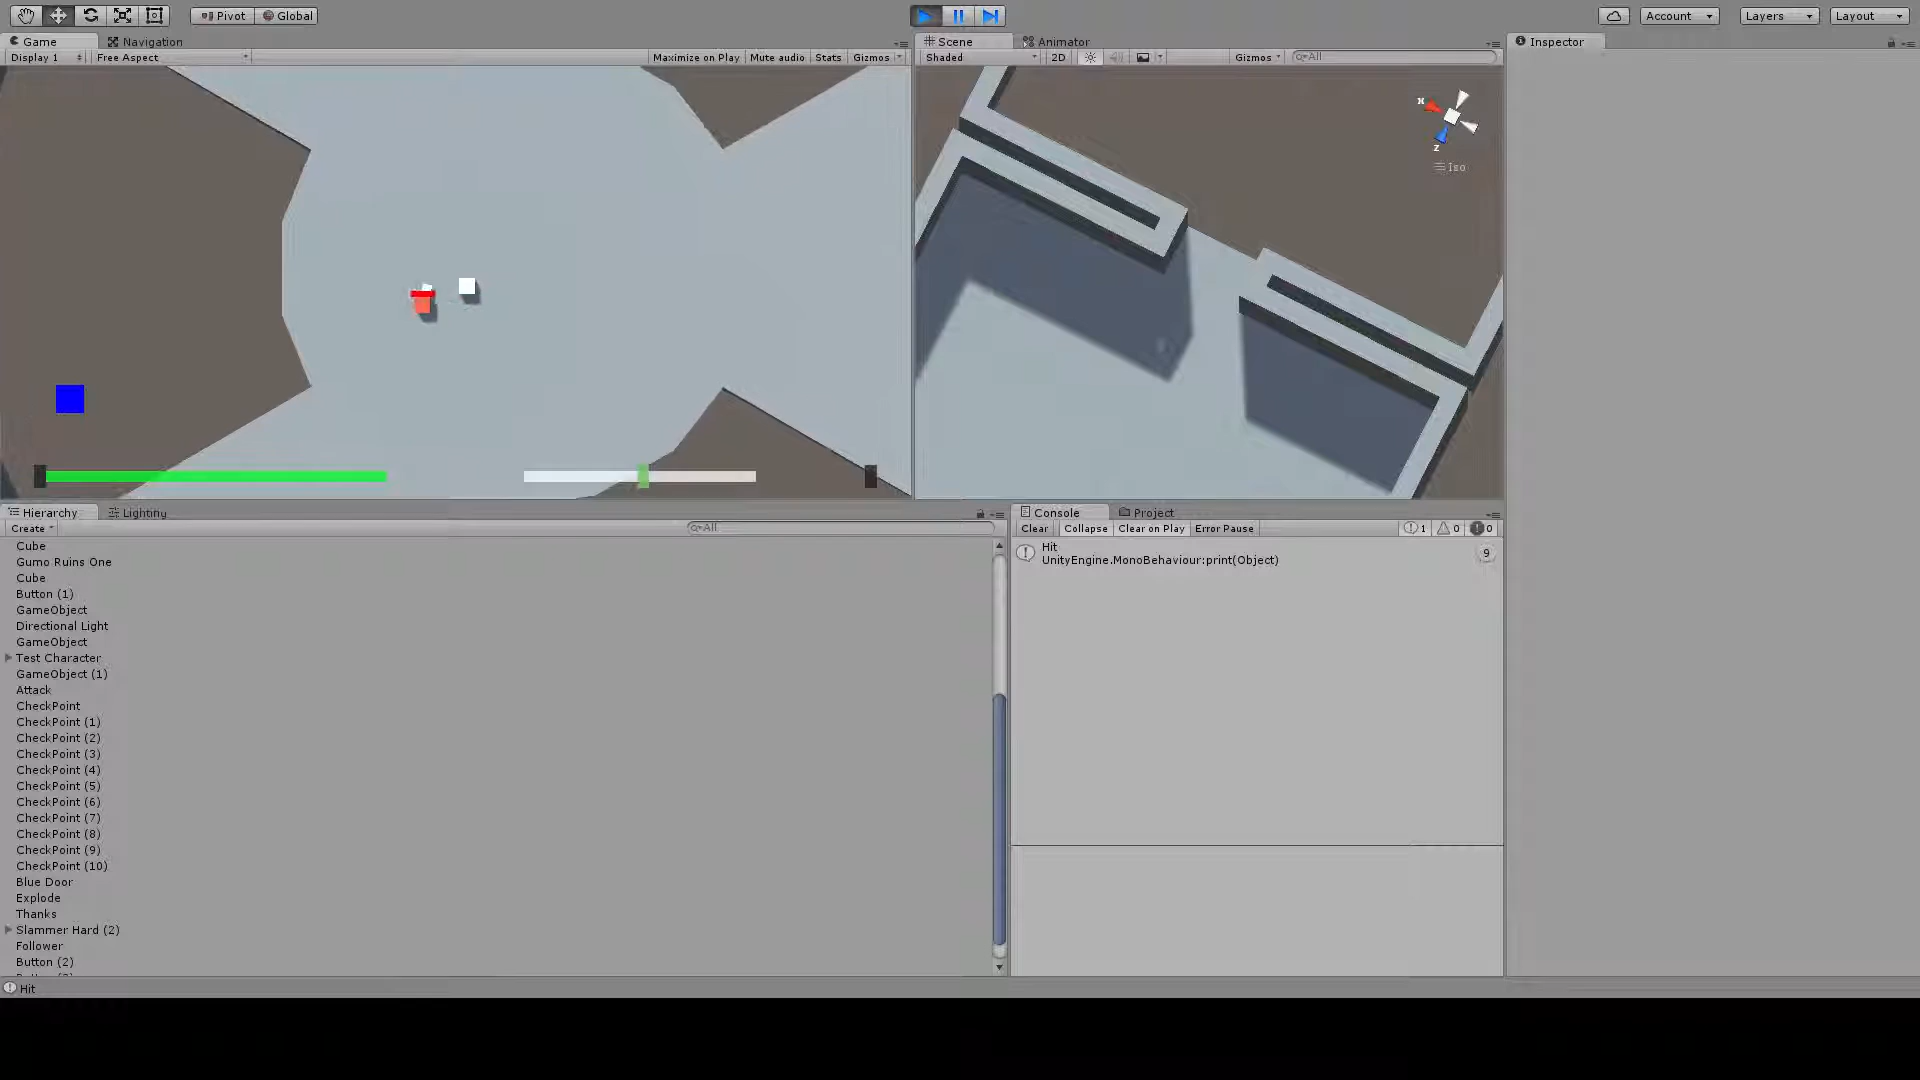 Pivot Global Account Layers Layout
Game Navigation
Display 1 Free Aspect Maximize on Play Mute audio Stats Gizmos
Scene Animator
Shaded 2D Gizmos All
Inspector
x
z
Iso
Hierarchy Lighting
Create All
Cube
Gumo Ruins One
Cube
Button (1)
GameObject
Directional Light
GameObject
Test Character
GameObject (1)
Attack
CheckPoint
CheckPoint (1)
CheckPoint (2)
CheckPoint (3)
CheckPoint (4)
CheckPoint (5)
CheckPoint (6)
CheckPoint (7)
CheckPoint (8)
CheckPoint (9)
CheckPoint (10)
Blue Door
Explode
Thanks
Slammer Hard (2)
Follower
Button (2)
Console Project
Clear Collapse Clear on Play Error Pause 1 0 0
Hit
UnityEngine.MonoBehaviour:print(Object)
9
Hit